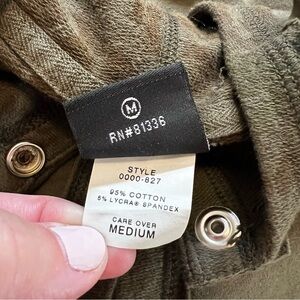 M
RN#81336
STYLE
0000-827
95% COTTON
5% LYCRA® SPANDEX
CARE OVER
MEDIUM